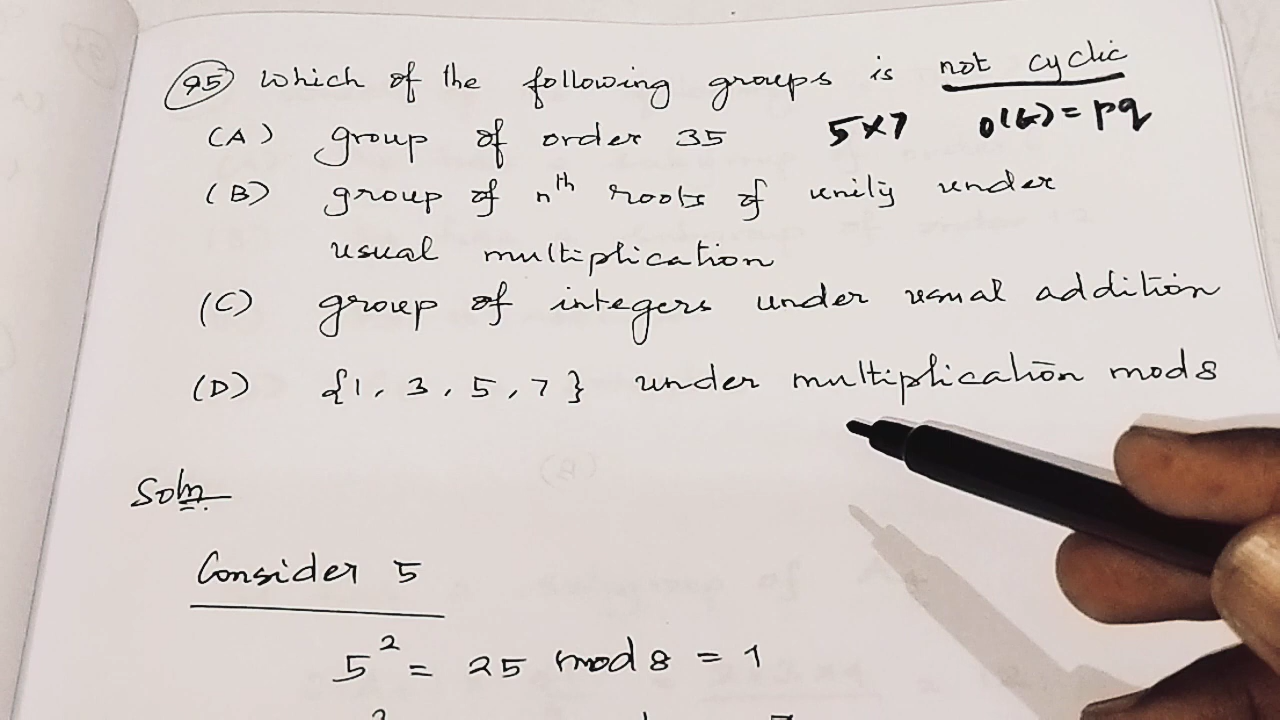 95 Which of the following groups is not cyclic
(A) group of order 35 5×7 o(G) = pq
(B) group of nth roots of unity under
usual multiplication
(C) group of integers under usual addition
(D) {1, 3, 5, 7} under multiplication mod 8
Soln.
Consider 5
5² = 25 mod 8 = 1